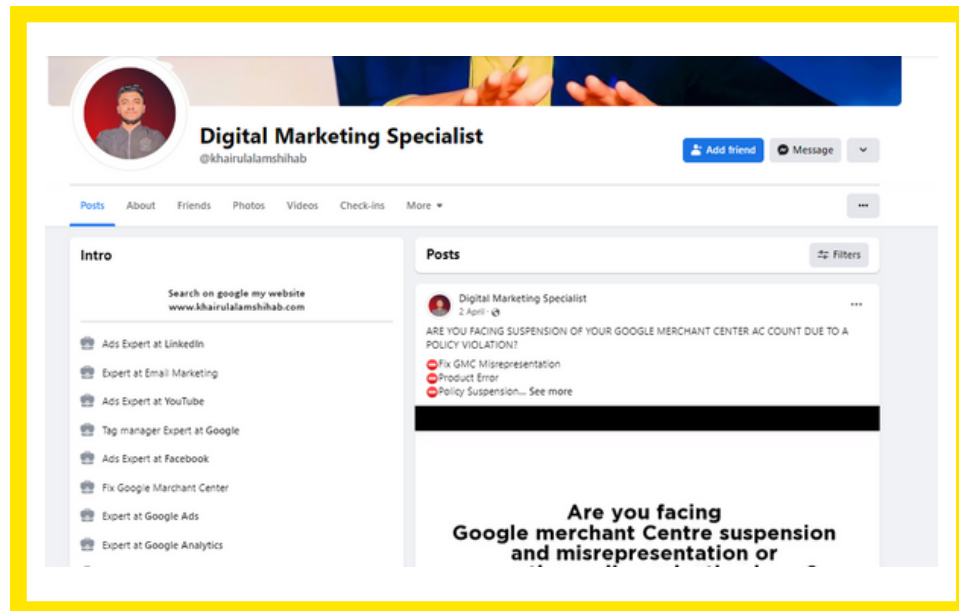 Digital Marketing Specialist
@khairulalamshihab
Add friend
Message
Posts
About
Friends
Photos
Videos
Check-ins
More
Intro
Search on google my website
www.khairulalamshihab.com
Ads Expert at LinkedIn
Expert at Email Marketing
Ads Expert at YouTube
Tag manager Expert at Google
Ads Expert at Facebook
Fix Google Marchant Center
Expert at Google Ads
Expert at Google Analytics
Posts
Filters
Digital Marketing Specialist
2 April ·
ARE YOU FACING SUSPENSION OF YOUR GOOGLE MERCHANT CENTER AC COUNT DUE TO A
POLICY VIOLATION?
⛔Fix GMC Misrepresentation
⛔Product Error
⛔Policy Suspension... See more
Are you facing
Google merchant Centre suspension
and misrepresentation or